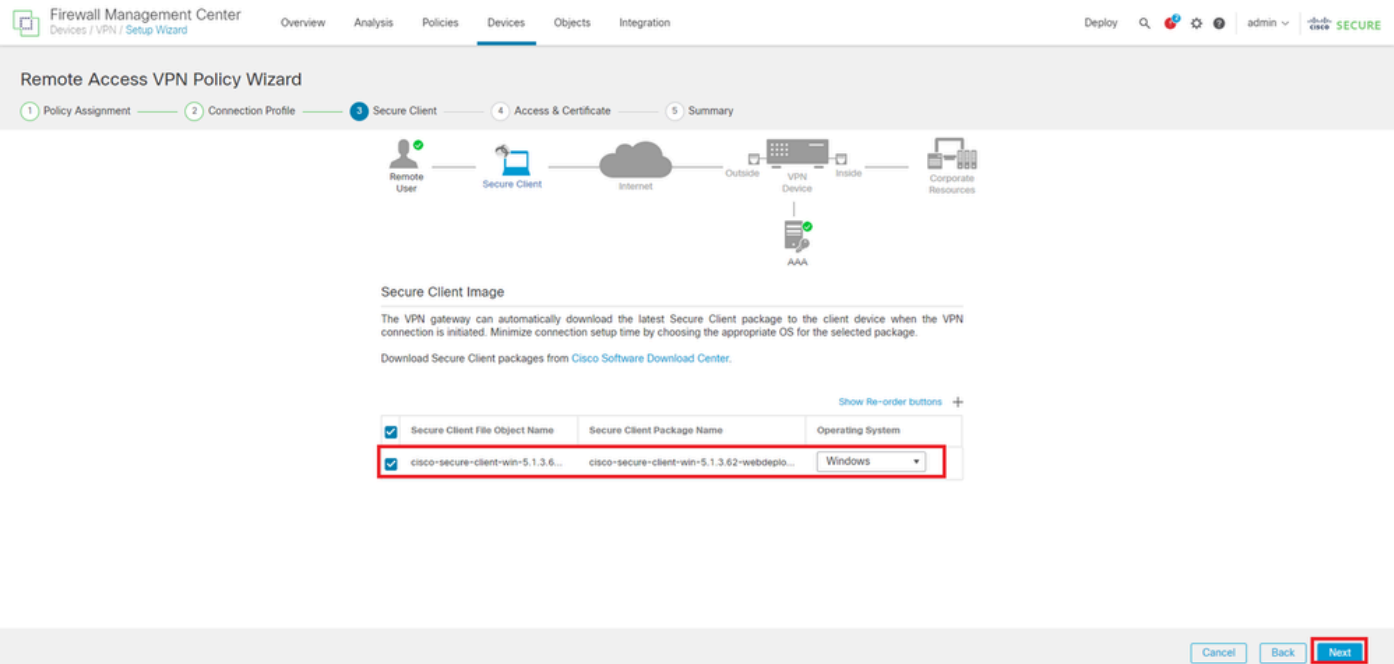 Firewall Management Center
Devices / VPN / Setup Wizard
Overview Analysis Policies Devices Objects Integration
Deploy admin cisco SECURE
Remote Access VPN Policy Wizard
1 Policy Assignment 2 Connection Profile 3 Secure Client 4 Access & Certificate 5 Summary
Remote User
Secure Client
Internet
Outside
VPN Device
Inside
Corporate Resources
AAA
Secure Client Image
The VPN gateway can automatically download the latest Secure Client package to the client device when the VPN
connection is initiated. Minimize connection setup time by choosing the appropriate OS for the selected package.
Download Secure Client packages from Cisco Software Download Center.
Show Re-order buttons +
Secure Client File Object Name Secure Client Package Name Operating System
cisco-secure-client-win-5.1.3.6... cisco-secure-client-win-5.1.3.62-webdeplo... Windows
Cancel Back Next